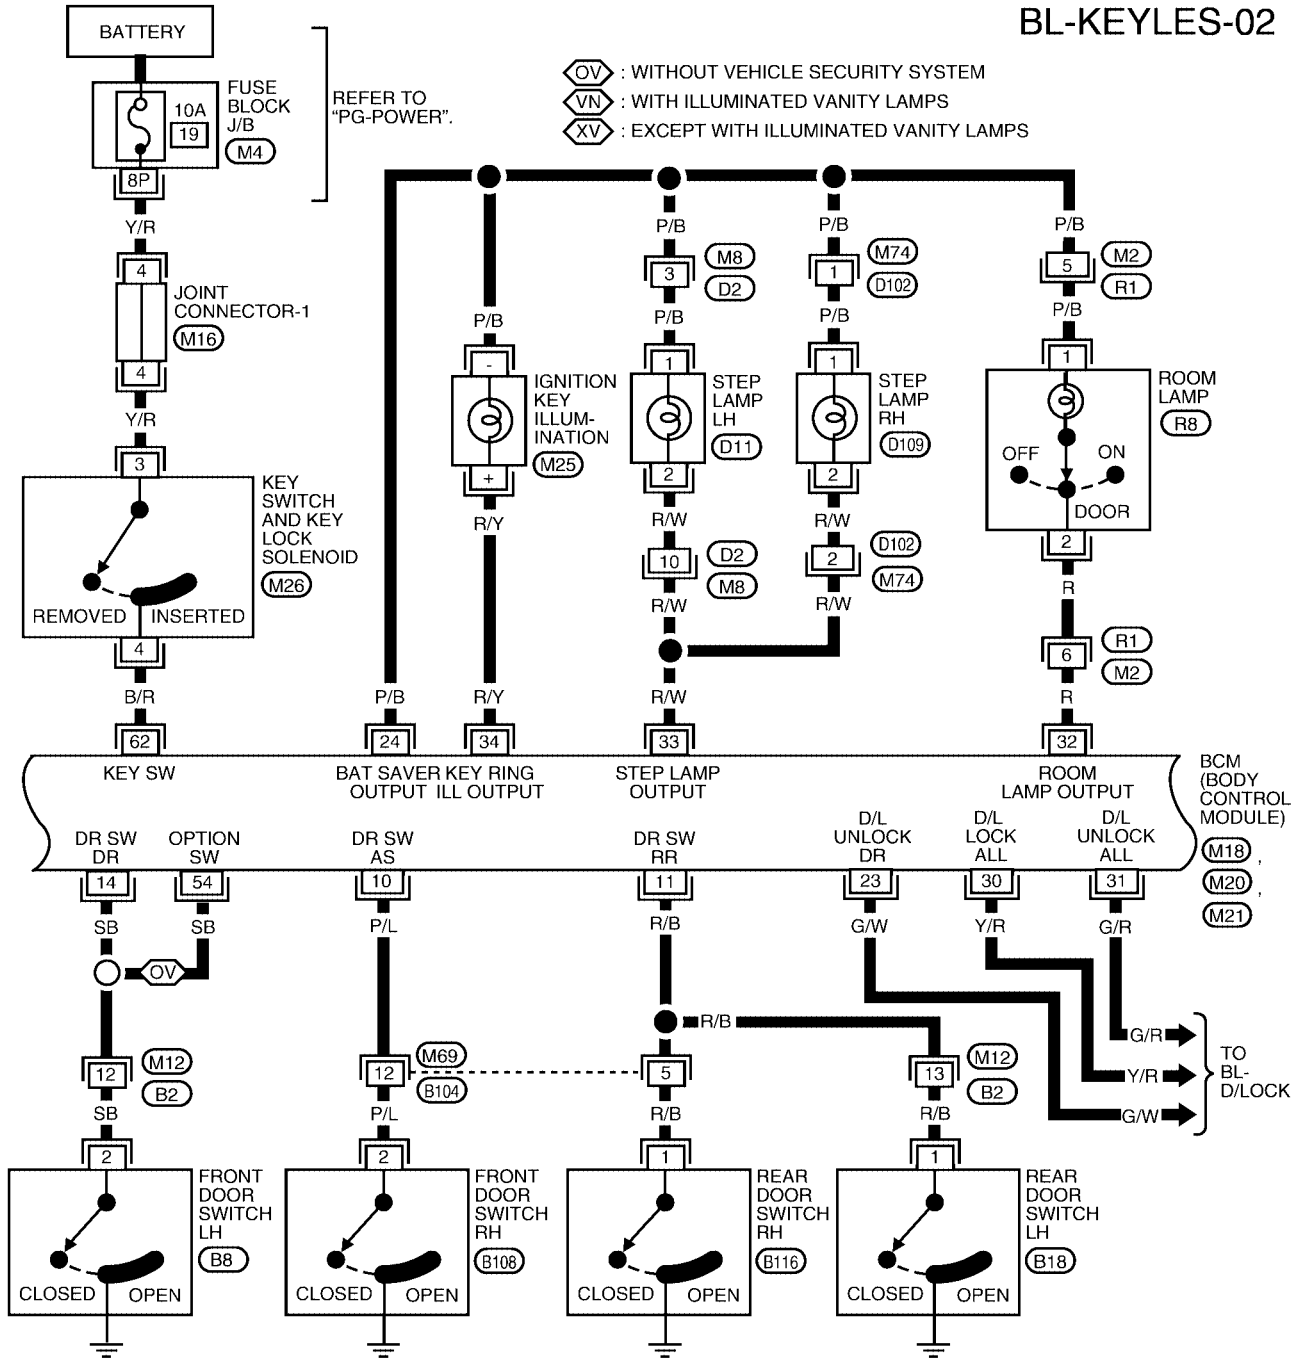 BL-KEYLES-02
BATTERY
FUSE
BLOCK
J/B
M4
10A
19
8P
REFER TO
"PG-POWER".
OV : WITHOUT VEHICLE SECURITY SYSTEM
VN : WITH ILLUMINATED VANITY LAMPS
XV : EXCEPT WITH ILLUMINATED VANITY LAMPS
Y/R
4
JOINT
CONNECTOR-1
M16
4
Y/R
3
KEY
SWITCH
AND KEY
LOCK
SOLENOID
M26
REMOVED INSERTED
4
B/R
62
P/B
24
P/B
-
IGNITION
KEY
ILLUM-
INATION
M25
+
R/Y
R/Y
34
P/B
3
M8
D2
P/B
1
STEP
LAMP
LH
D11
2
R/W
10
D2
M8
R/W
R/W
33
P/B
1
M74
D102
P/B
1
STEP
LAMP
RH
D109
2
R/W
2
D102
M74
R/W
P/B
5
M2
R1
P/B
1
ROOM
LAMP
R8
OFF ON
DOOR
2
R
6
R1
M2
R
32
KEY SW
BAT SAVER
OUTPUT
KEY RING
ILL OUTPUT
STEP LAMP
OUTPUT
ROOM
LAMP OUTPUT
BCM
(BODY
CONTROL
MODULE)
M18 ,
M20 ,
M21
DR SW
DR
OPTION
SW
DR SW
AS
DR SW
RR
D/L
UNLOCK
DR
D/L
LOCK
ALL
D/L
UNLOCK
ALL
14 54 10 11 23 30 31
SB SB P/L R/B G/W Y/R G/R
OV
R/B
G/R
Y/R
G/W
TO
BL-
D/LOCK
12
M12
B2
SB
2
12
M69
B104
P/L
2
5
R/B
1
13
M12
B2
R/B
1
FRONT
DOOR
SWITCH
LH
B8
CLOSED OPEN
FRONT
DOOR
SWITCH
RH
B108
CLOSED OPEN
REAR
DOOR
SWITCH
RH
B116
CLOSED OPEN
REAR
DOOR
SWITCH
LH
B18
CLOSED OPEN